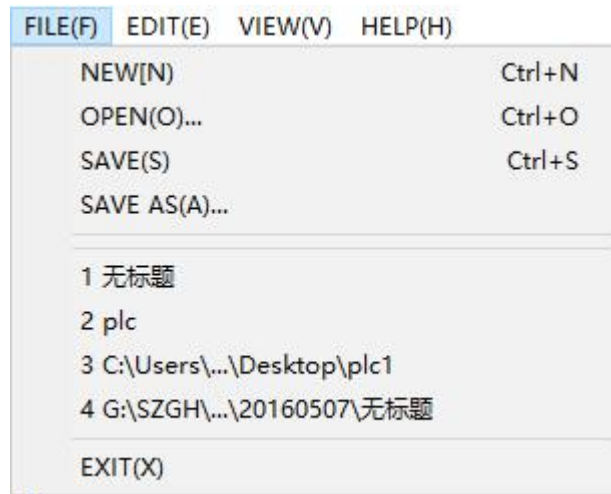 FILE(F) EDIT(E) VIEW(V) HELP(H)
NEW[N) Ctrl+N
OPEN(O)... Ctrl+O
SAVE(S) Ctrl+S
SAVE AS(A)...
1 无标题
2 plc
3 C:\Users\...\Desktop\plc1
4 G:\SZGH\...\20160507\无标题
EXIT(X)